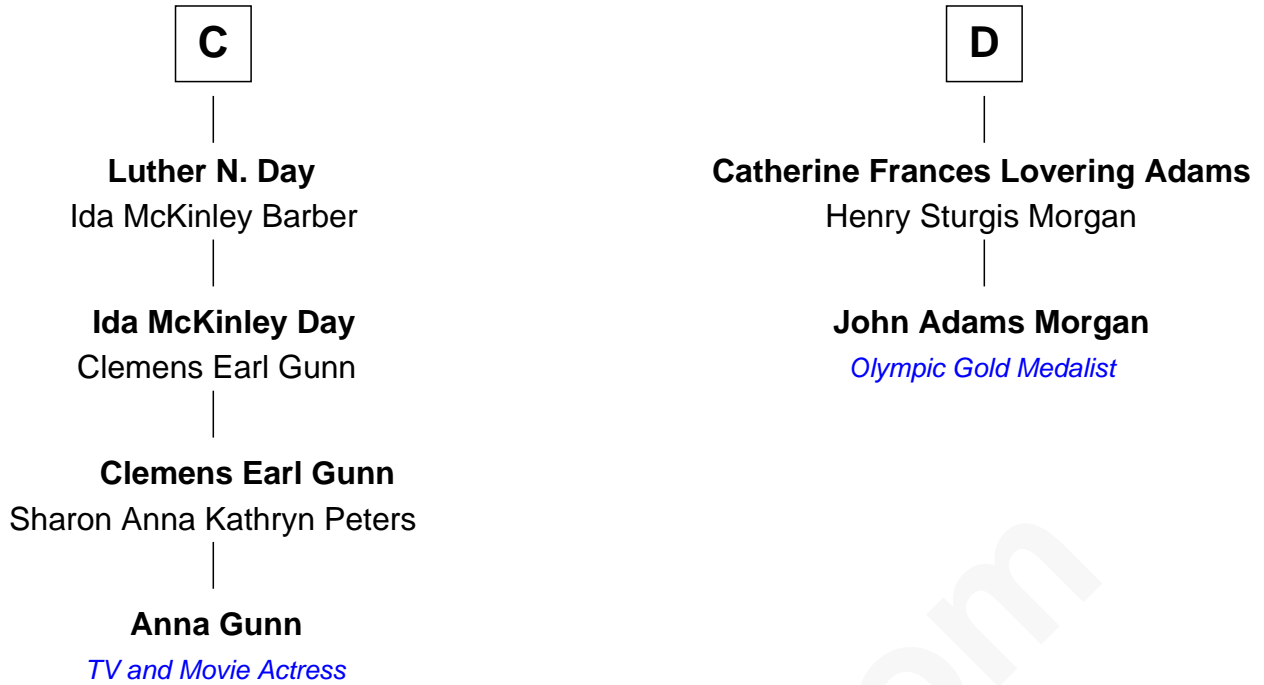 C
Luther N. Day
Ida McKinley Barber
Ida McKinley Day
Clemens Earl Gunn
Clemens Earl Gunn
Sharon Anna Kathryn Peters
Anna Gunn
TV and Movie Actress
D
Catherine Frances Lovering Adams
Henry Sturgis Morgan
John Adams Morgan
Olympic Gold Medalist
om